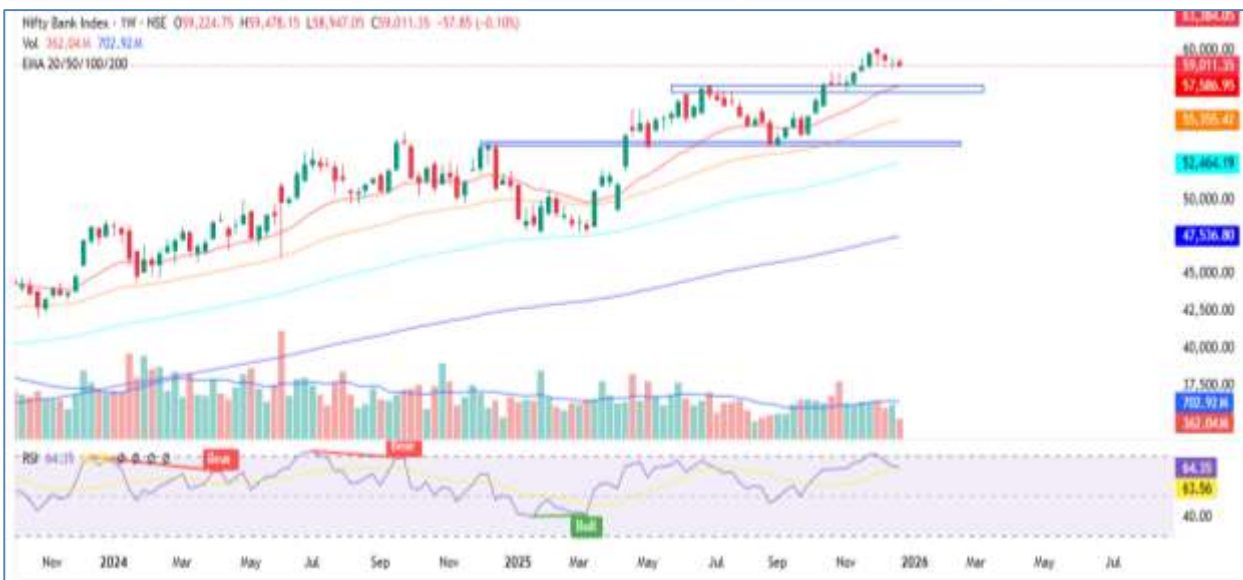 Nifty Bank Index · 1W · NSE O59,224.75 H59,478.15 L58,947.05 C59,011.35 -57.85 (-0.10%)
Vol 362.04M 702.92M
EMA 20/50/100/200
63,384.05
60,000.00
59,011.35
57,586.95
55,355.42
52,464.19
50,000.00
47,536.80
45,000.00
42,500.00
40,000.00
37,500.00
702.92M
362.04M
RSI 64.35
Bear
Bear
Bull
64.35
63.56
40.00
Nov 2024 Mar May Jul Sep Nov 2025 Mar May Jul Sep Nov 2026 Mar May Jul